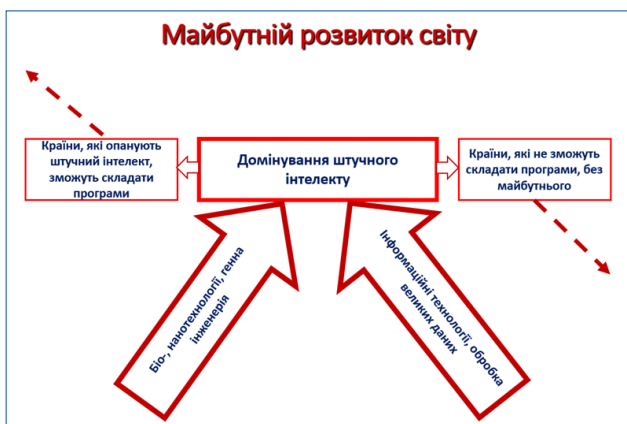 Майбутній розвиток світу
Країни, які опанують
штучний інтелект,
зможуть складати
програми
Домінування штучного
інтелекту
Країни, які не зможуть
складати програми, без
майбутнього
Біо-, нанотехнології, генна
інженерія
Інформаційні технології, обробка
великих даних